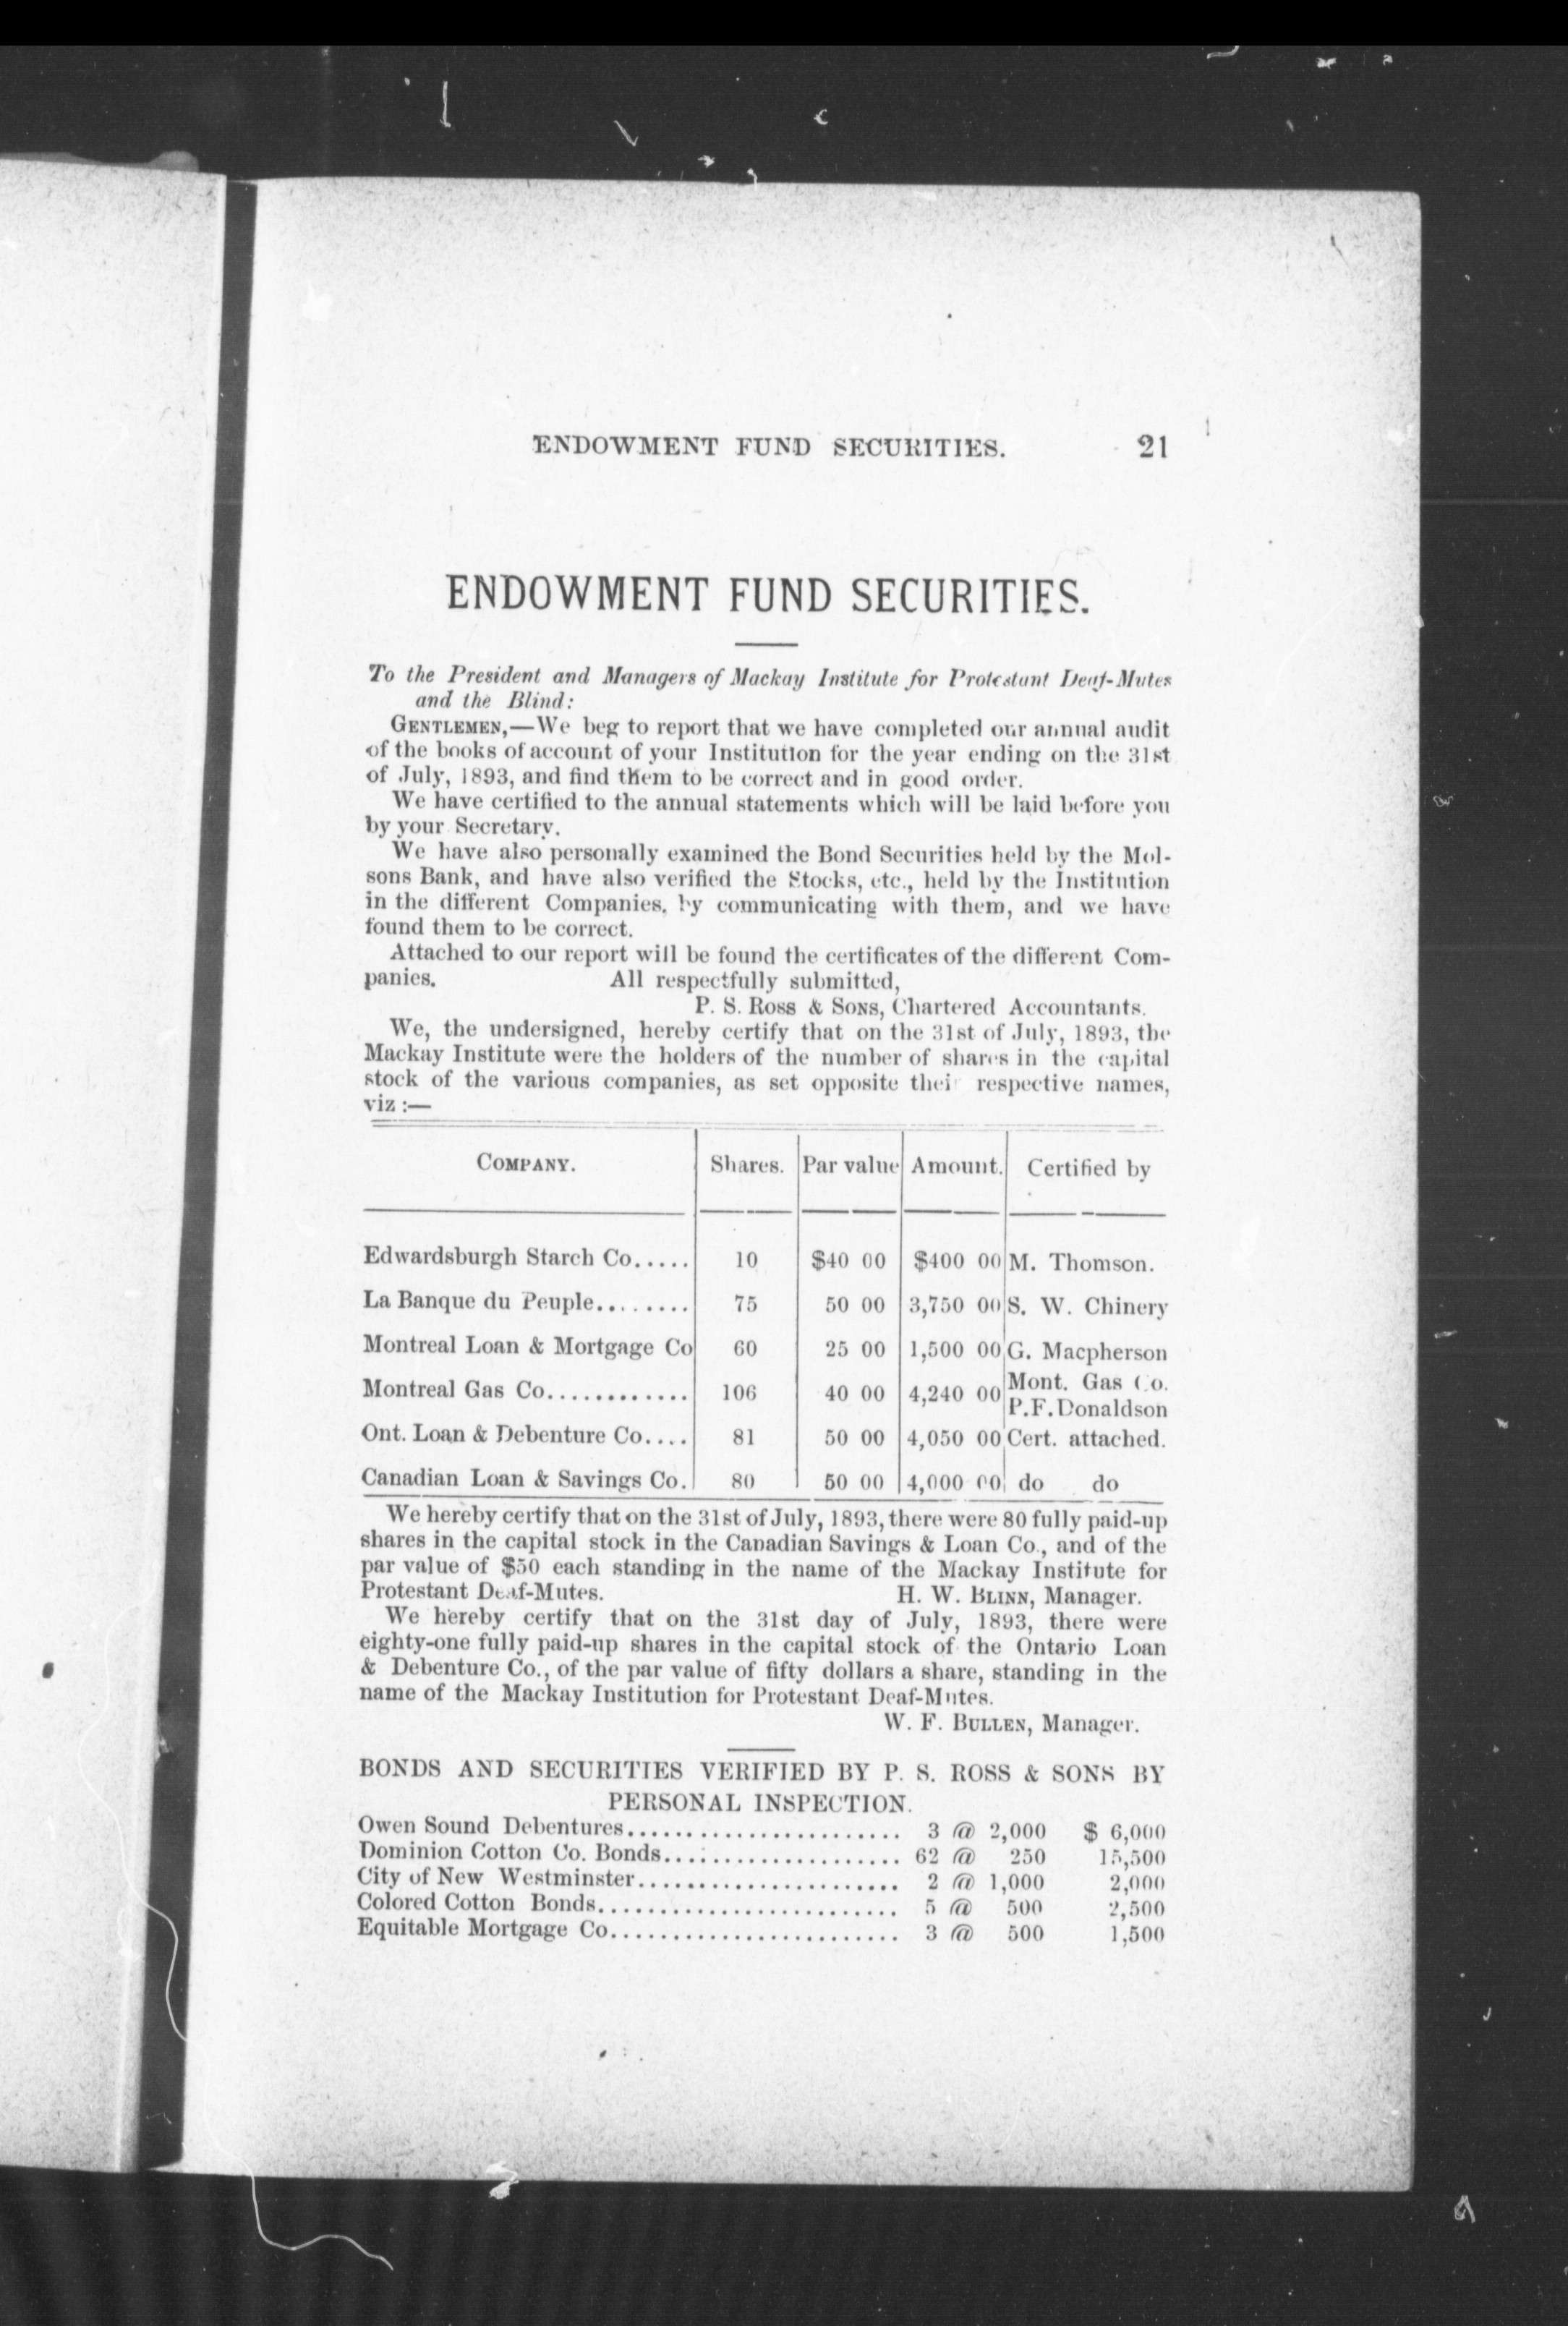 ENDOWMENT FUND SECURITIES. 21
ENDOWMENT FUND SECURITIES.
To the President and Managers of Mackay Institute for Protestant Deaf-Mutes
and the Blind:
GENTLEMEN,—We beg to report that we have completed our annual audit
of the books of account of your Institution for the year ending on the 31st
of July, 1893, and find them to be correct and in good order.
We have certified to the annual statements which will be laid before you
by your Secretary.
We have also personally examined the Bond Securities held by the Mol-
sons Bank, and have also verified the Stocks, etc., held by the Institution
in the different Companies, by communicating with them, and we have
found them to be correct.
Attached to our report will be found the certificates of the different Com-
panies. All respectfully submitted,
P. S. ROSS & SONS, Chartered Accountants.
We, the undersigned, hereby certify that on the 31st of July, 1893, the
Mackay Institute were the holders of the number of shares in the capital
stock of the various companies, as set opposite thei respective names,
viz :—
COMPANY. Shares. Par value Amount. Certified by
Edwardsburgh Starch Co..... 10 $40 00 $400 00 M. Thomson.
La Banque du Peuple........ 75 50 00 3,750 00 S. W. Chinery
Montreal Loan & Mortgage Co 60 25 00 1,500 00 G. Macpherson
Montreal Gas Co............ 106 40 00 4,240 00 Mont. Gas Co.
P.F. Donaldson
Ont. Loan & Debenture Co.... 81 50 00 4,050 00 Cert. attached.
Canadian Loan & Savings Co. 80 50 00 4,000 00 do do
We hereby certify that on the 31st of July, 1893, there were 80 fully paid-up
shares in the capital stock in the Canadian Savings & Loan Co., and of the
par value of $50 each standing in the name of the Mackay Institute for
Protestant Deaf-Mutes. H. W. BLINN, Manager.
We hereby certify that on the 31st day of July, 1893, there were
eighty-one fully paid-up shares in the capital stock of the Ontario Loan
& Debenture Co., of the par value of fifty dollars a share, standing in the
name of the Mackay Institution for Protestant Deaf-Mutes.
W. F. BULLEN, Manager.
BONDS AND SECURITIES VERIFIED BY P. S. ROSS & SONS BY
PERSONAL INSPECTION.
Owen Sound Debentures........................ 3 @ 2,000 $ 6,000
Dominion Cotton Co. Bonds..................... 62 @ 250 15,500
City of New Westminster....................... 2 @ 1,000 2,000
Colored Cotton Bonds.......................... 5 @ 500 2,500
Equitable Mortgage Co......................... 3 @ 500 1,500